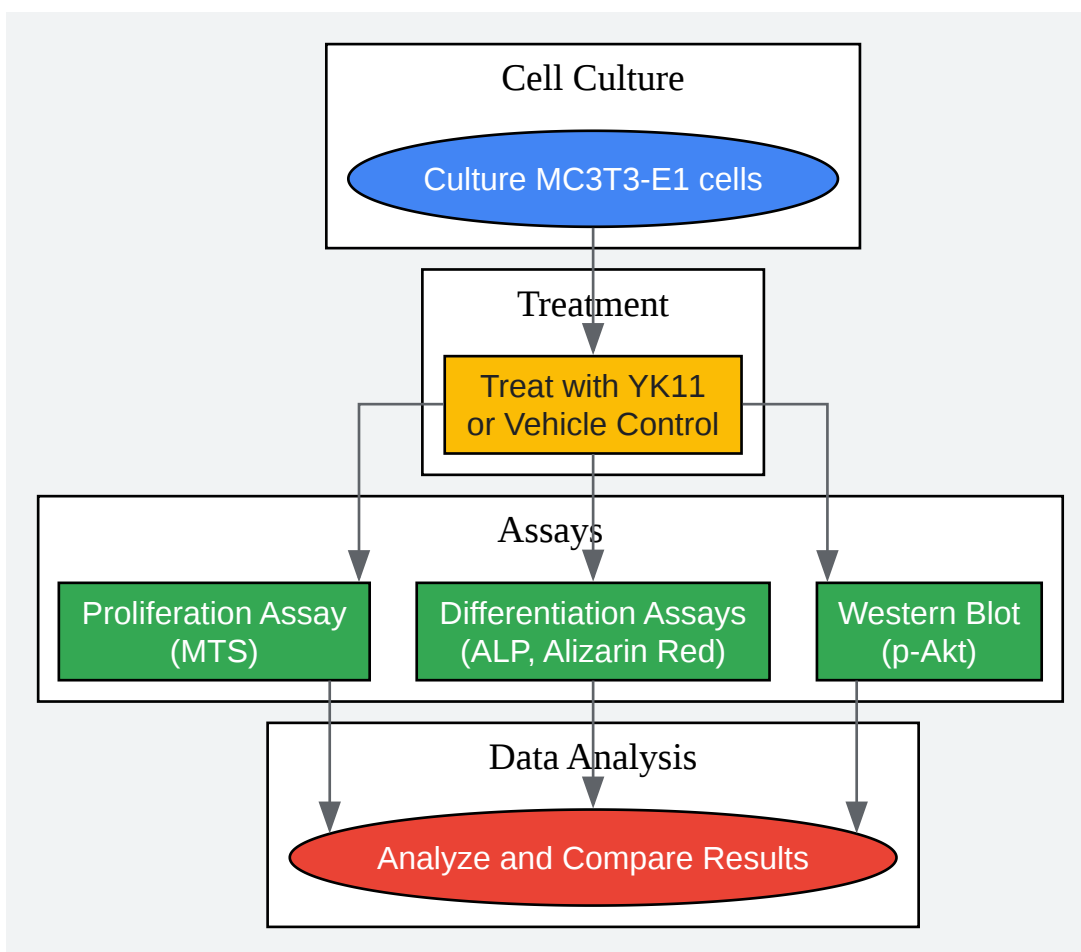 Cell Culture
Culture MC3T3-E1 cells
Treatment
Treat with YK11
or Vehicle Control
Assays
Proliferation Assay
(MTS)
Differentiation Assays
(ALP, Alizarin Red)
Western Blot
(p-Akt)
Data Analysis
Analyze and Compare Results